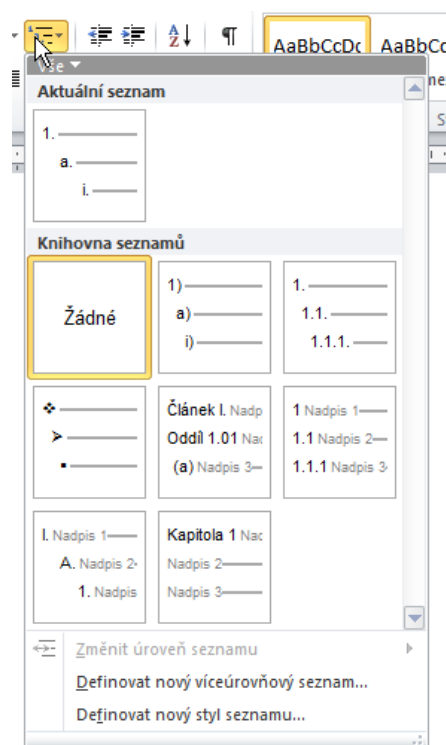 AaBbCcDc AaBbCc
Vše
Aktuální seznam
1.
a.
i.
Knihovna seznamů
Žádné
1)
a)
i)
1.
1.1.
1.1.1.
Článek I. Nadp
Oddíl 1.01 Nad
(a) Nadpis 3
1 Nadpis 1
1.1 Nadpis 2
1.1.1 Nadpis 3
I. Nadpis 1
A. Nadpis 2
1. Nadpis
Kapitola 1 Nad
Nadpis 2
Nadpis 3
Změnit úroveň seznamu
Definovat nový víceúrovňový seznam...
Definovat nový styl seznamu...